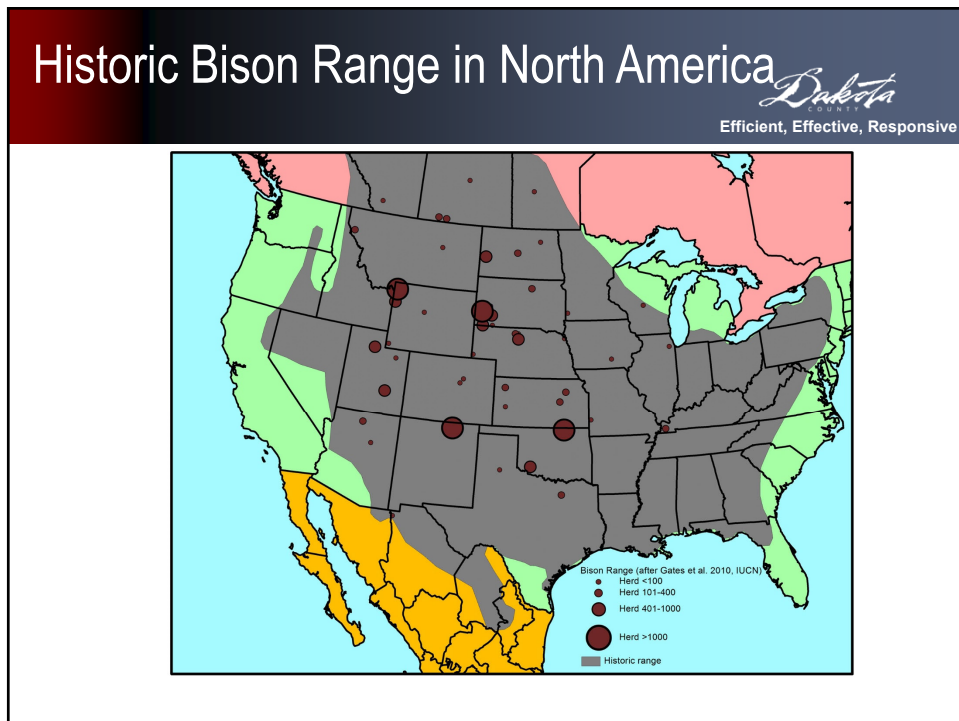 Historic Bison Range in North America
Dakota
COUNTY
Efficient, Effective, Responsive
Bison Range (after Gates et al. 2010, IUCN)
Herd <100
Herd 101-400
Herd 401-1000
Herd >1000
Historic range